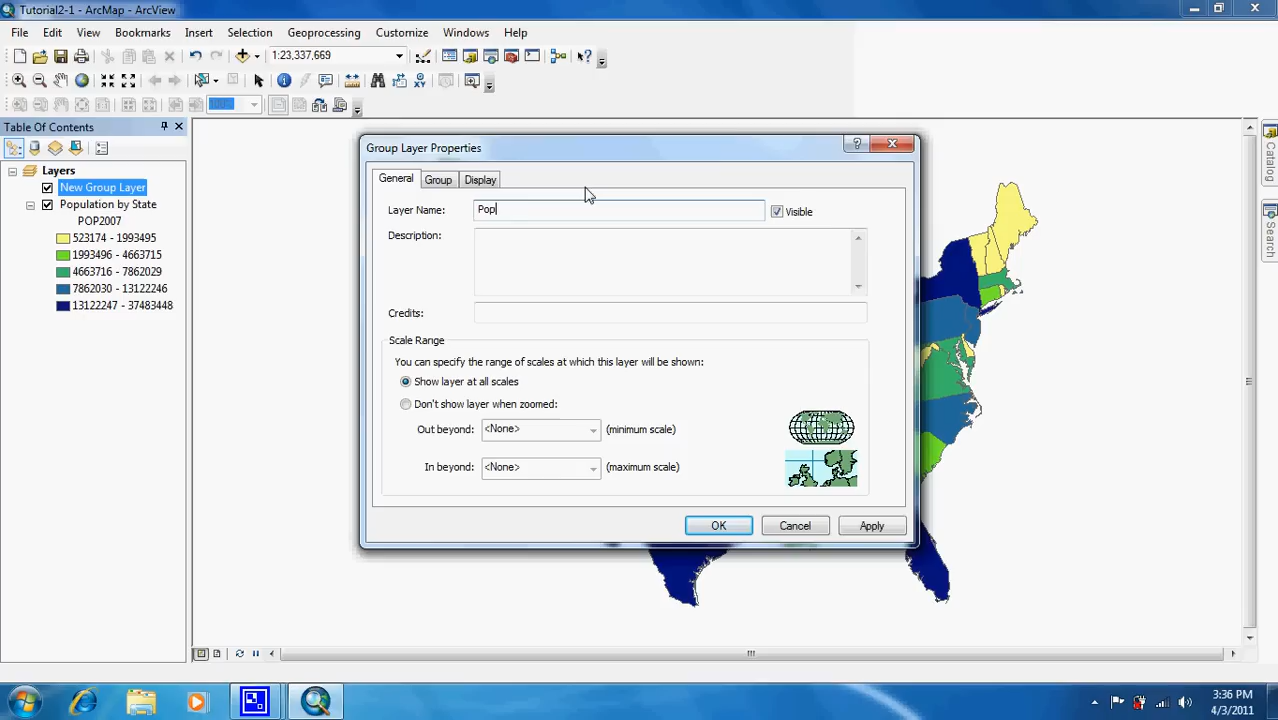 Tutorial2-1 - ArcMap - ArcView
File Edit View Bookmarks Insert Selection Geoprocessing Customize Windows Help
1:23,337,669
100%
Table Of Contents
Layers
New Group Layer
Population by State
POP2007
523174 - 1993495
1993496 - 4663715
4663716 - 7862029
7862030 - 13122246
13122247 - 37483448
Group Layer Properties
General Group Display
Layer Name: Pop Visible
Description:
Credits:
Scale Range
You can specify the range of scales at which this layer will be shown:
Show layer at all scales
Don't show layer when zoomed:
Out beyond: <None> (minimum scale)
In beyond: <None> (maximum scale)
OK Cancel Apply
Catalog
Search
3:36 PM
4/3/2011